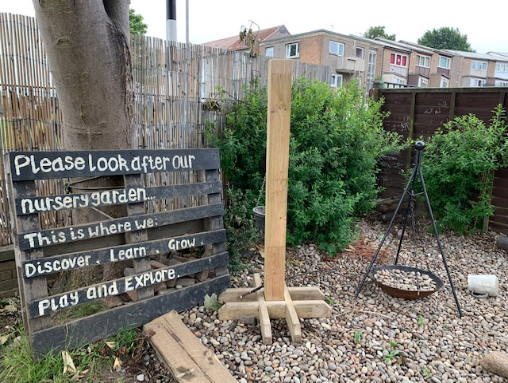 Please look after our
nursery garden...
This is where we...
Discover. Learn. Grow
Play and Explore..